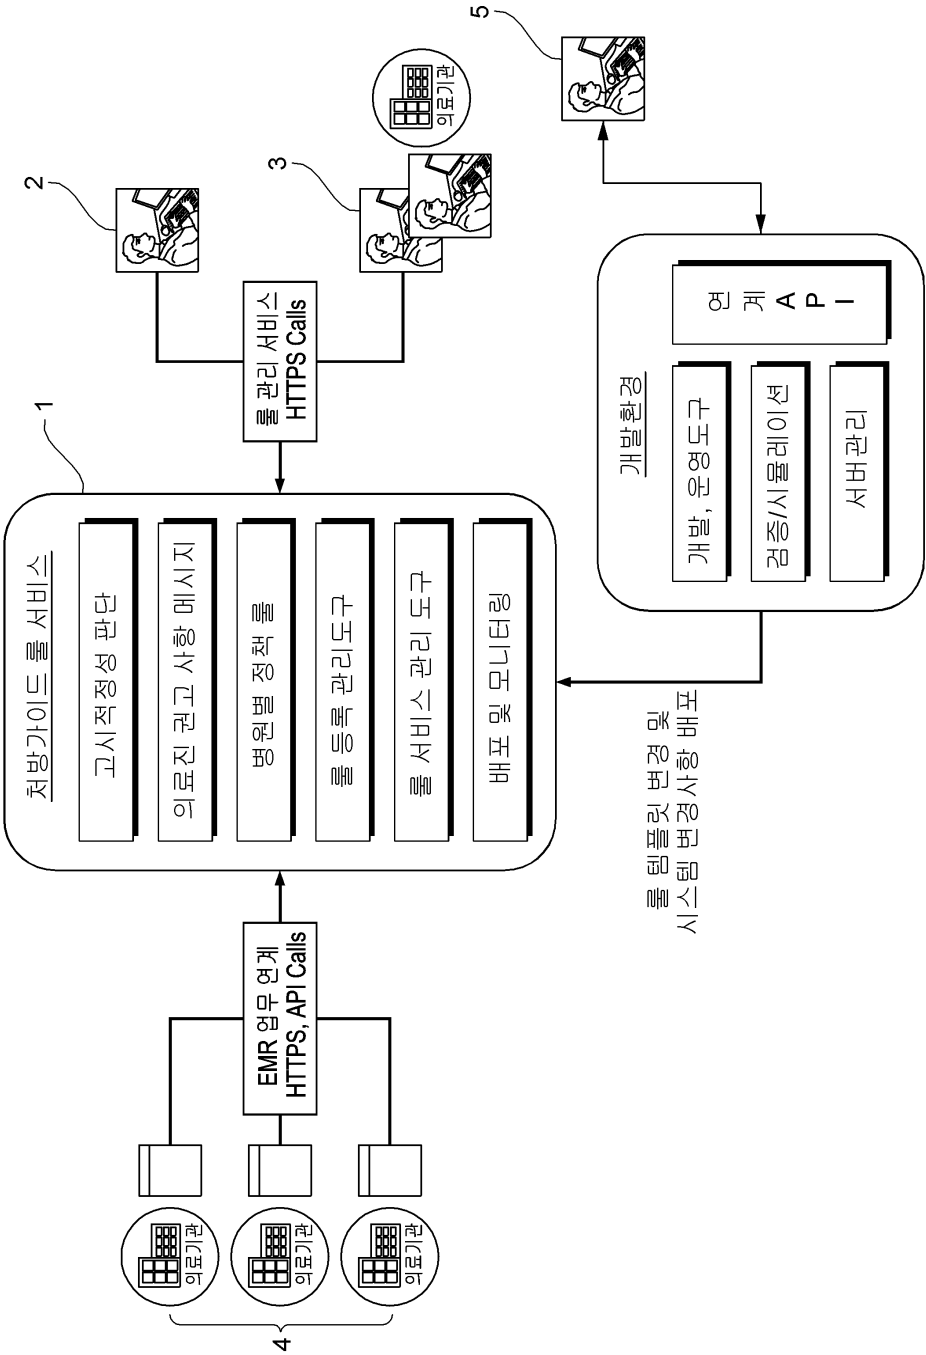 4
의료기관
의료기관
의료기관
EMR 업무 연계
HTTPS, API Calls
1
처방가이드 룰 서비스
고시적정성 판단
의료진 권고 사항 메시지
병원별 정책 룰
룰 등록 관리도구
룰 서비스 관리 도구
배포 및 모니터링
룰 관리 서비스
HTTPS Calls
2
3
의료기관
룰 템플릿 변경 및
시스템 변경사항 배포
개발환경
개발, 운영도구
검증/시뮬레이션
서버관리
연계 API
5